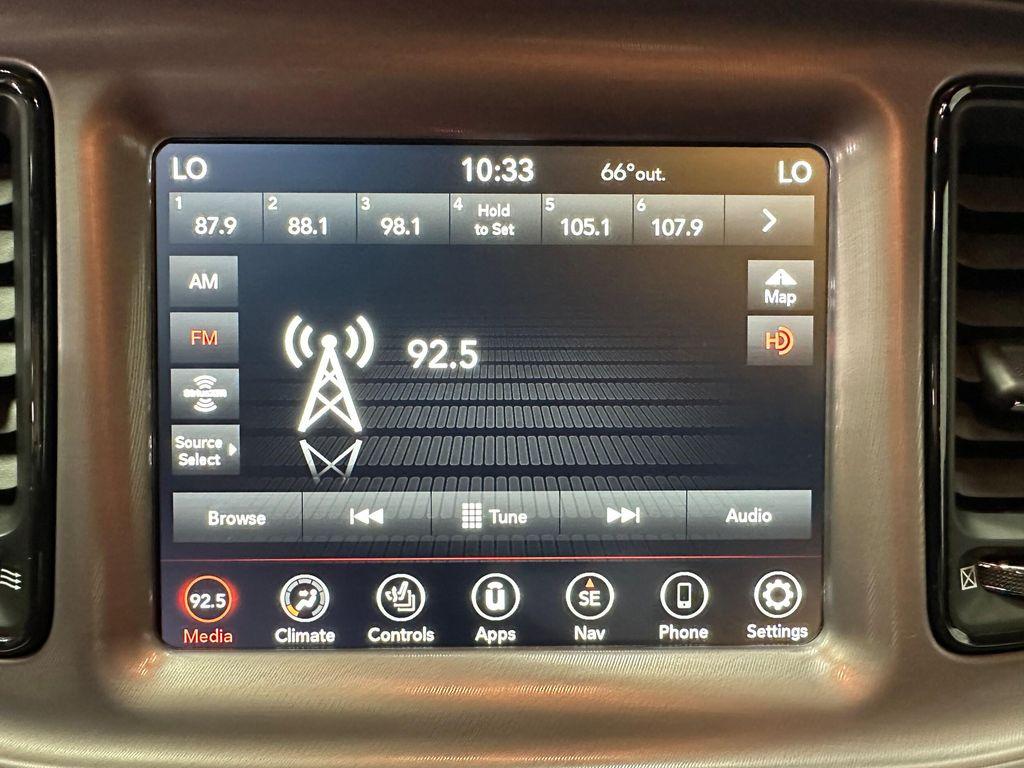 LO 10:33 66° out. LO
1 87.9
2 88.1
3 98.1
4 Hold
to Set
5 105.1
6 107.9
AM
Map
FM
HD
92.5
Source
Select
Browse Tune Audio
92.5 SE
Media Climate Controls Apps Nav Phone Settings